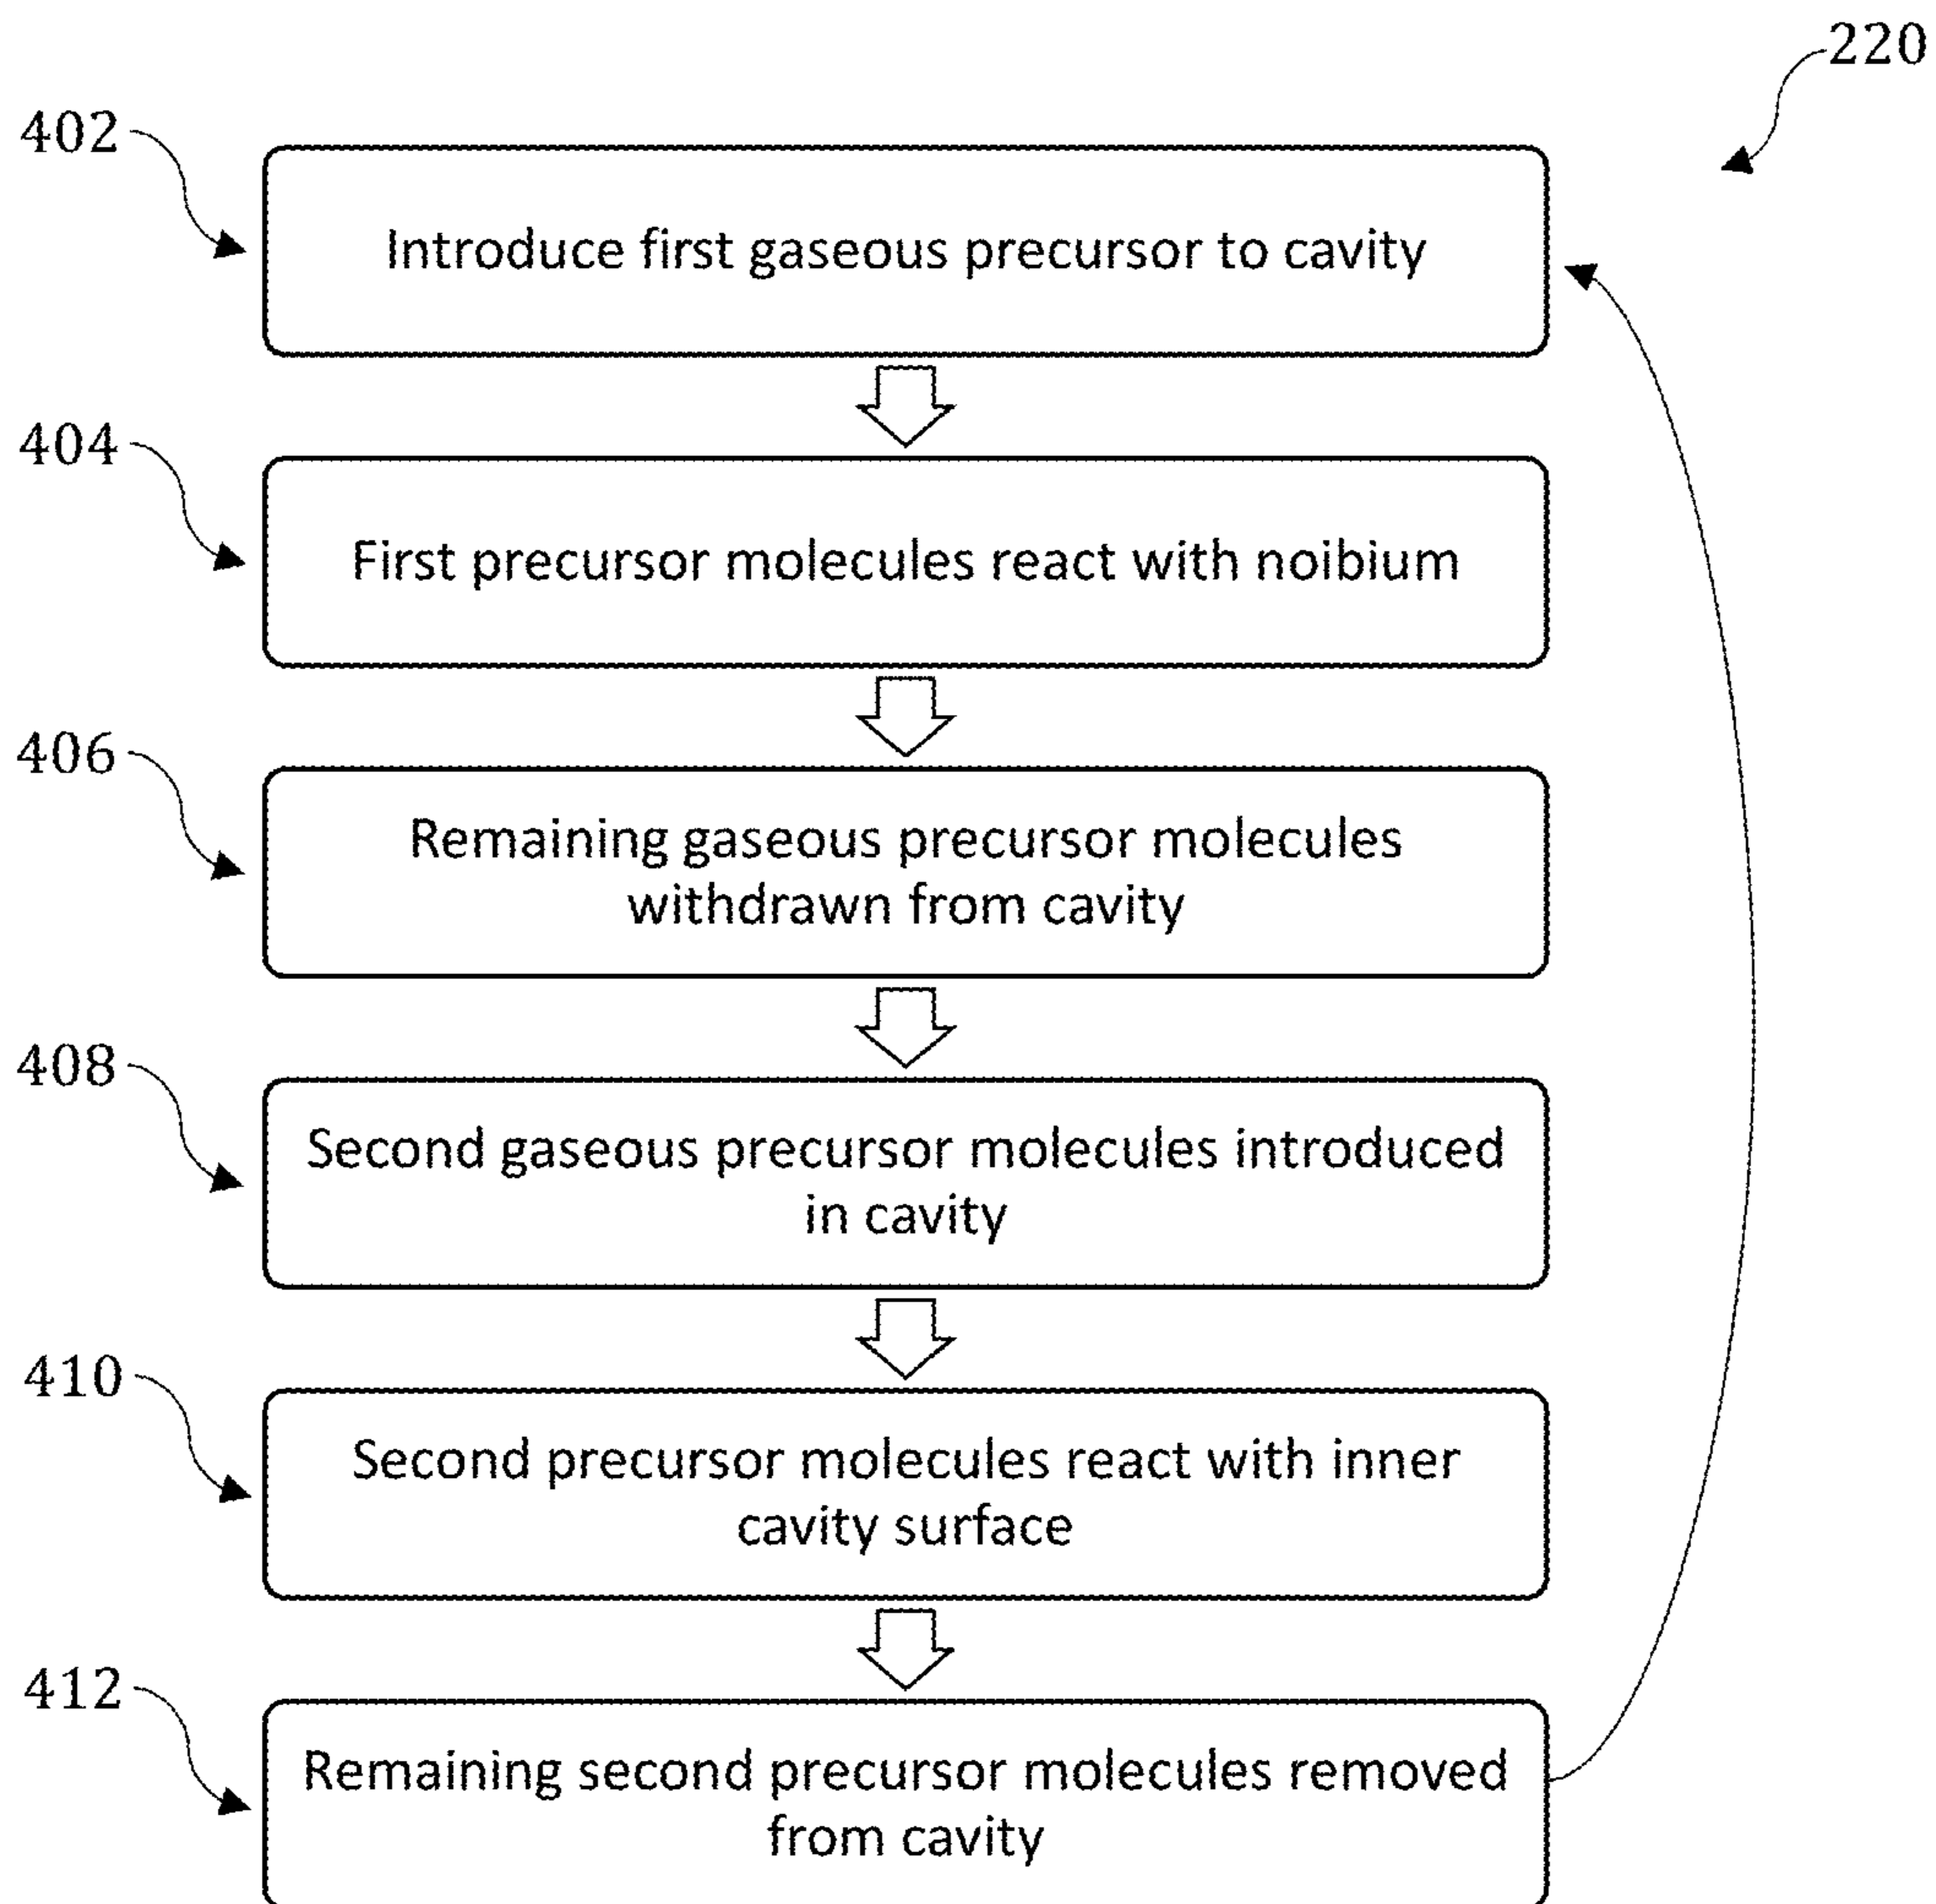 220
402
Introduce first gaseous precursor to cavity
404
First precursor molecules react with noibium
406
Remaining gaseous precursor molecules
withdrawn from cavity
408
Second gaseous precursor molecules introduced
in cavity
410
Second precursor molecules react with inner
cavity surface
412
Remaining second precursor molecules removed
from cavity